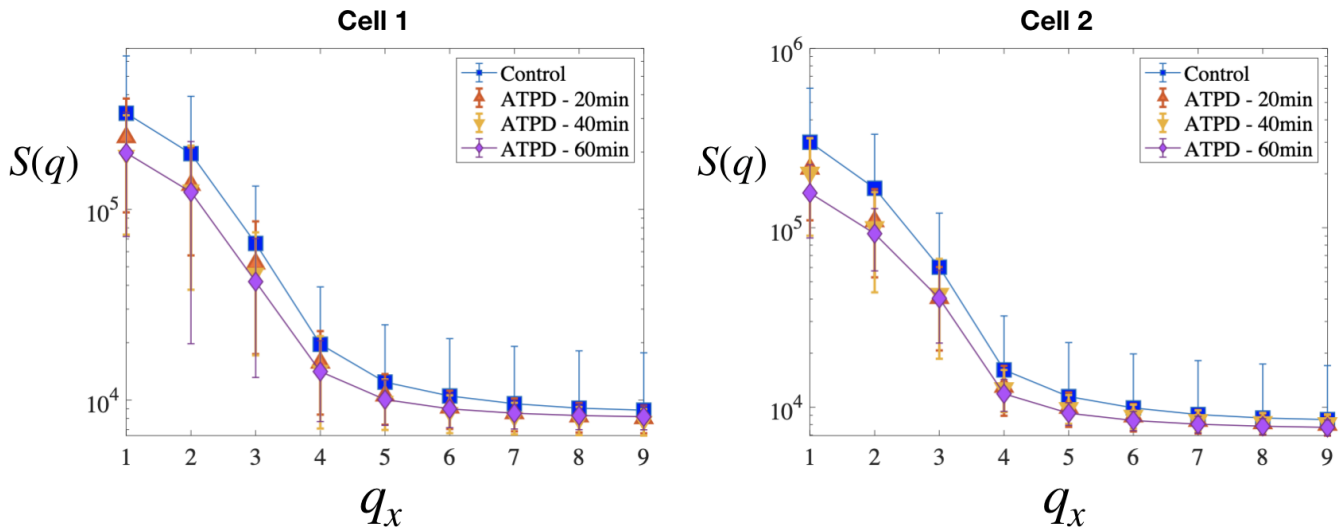 Cell 1
S(q)
10^5
10^4
1 2 3 4 5 6 7 8 9
q_x
Control
ATPD - 20min
ATPD - 40min
ATPD - 60min
Cell 2
S(q)
10^6
10^5
10^4
1 2 3 4 5 6 7 8 9
q_x
Control
ATPD - 20min
ATPD - 40min
ATPD - 60min